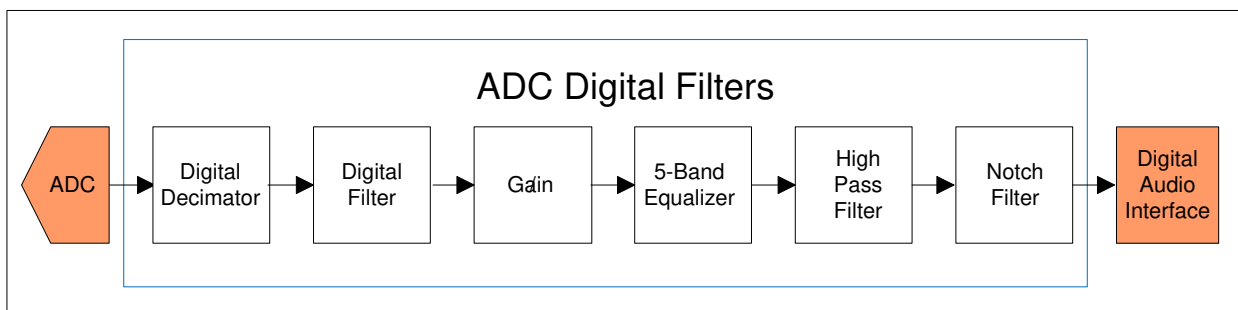 ADC Digital Filters
ADC
Digital
Decimator
Digital
Filter
Gain
5-Band
Equalizer
High
Pass
Filter
Notch
Filter
Digital
Audio
Interface